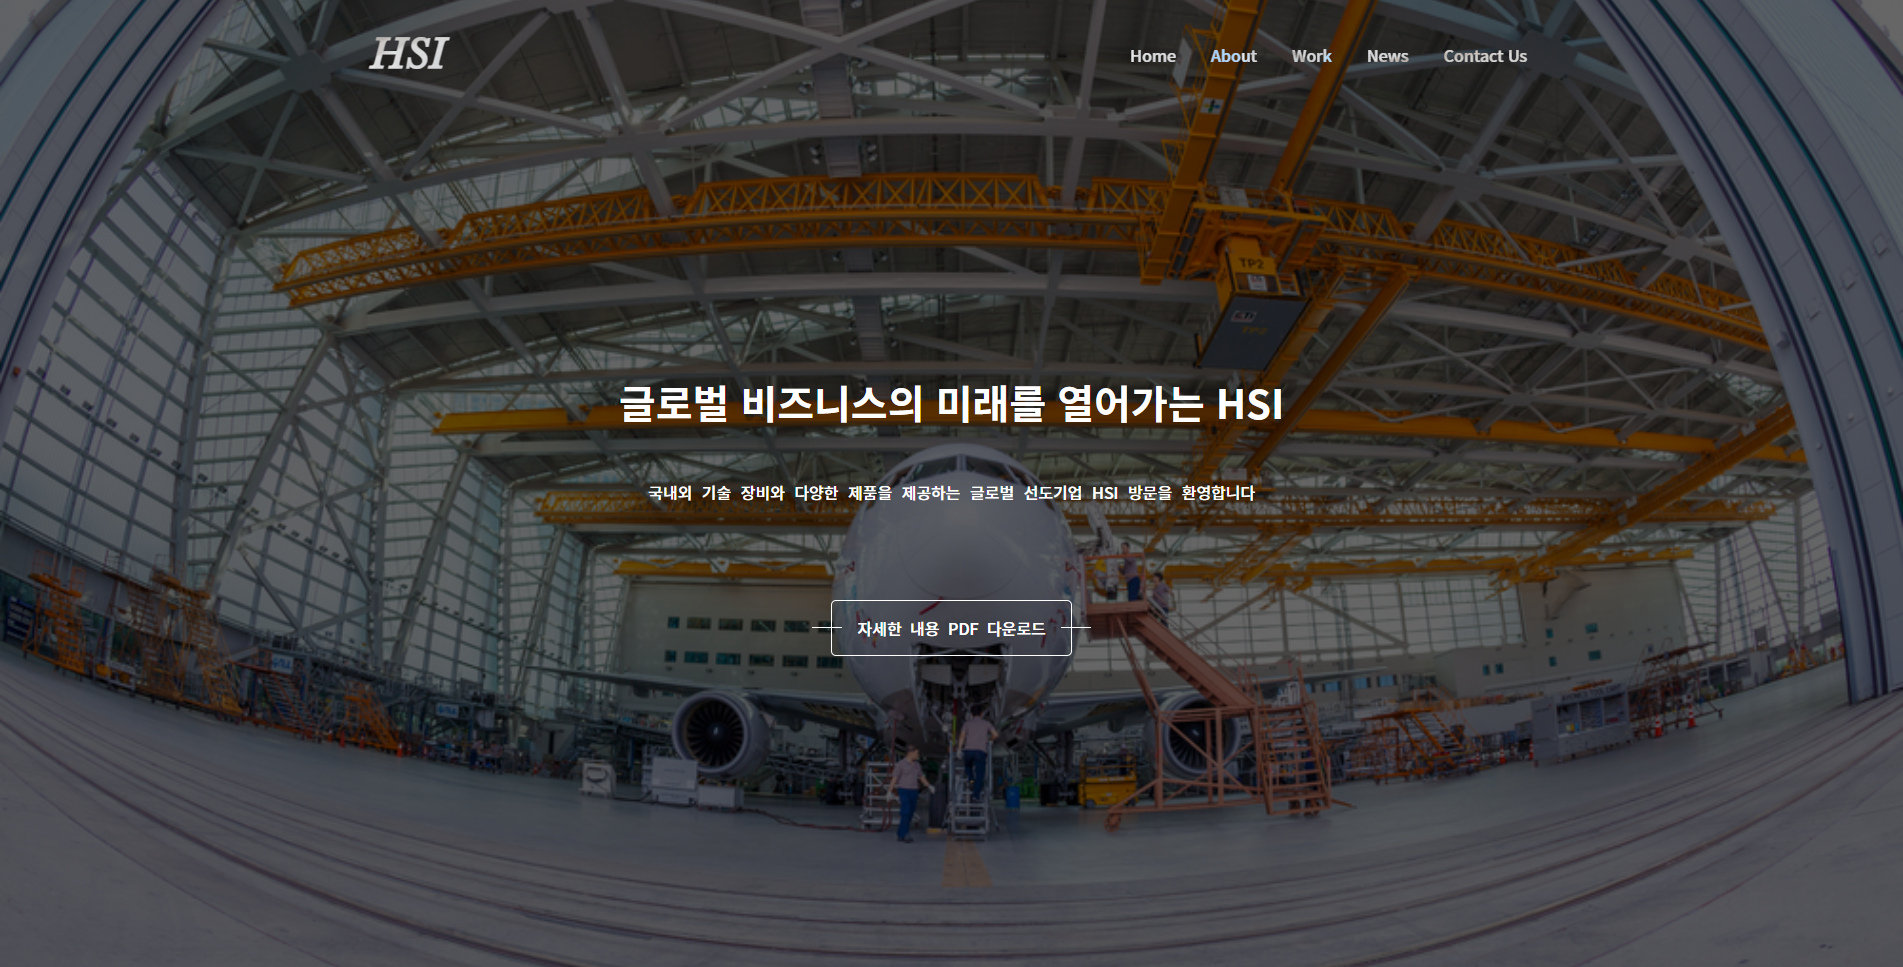 HSI
Home About Work News Contact Us
TP2
글로벌 비즈니스의 미래를 열어가는 HSI
국내외 기술 장비와 다양한 제품을 제공하는 글로벌 선도기업 HSI 방문을 환영합니다
자세한 내용 PDF 다운로드